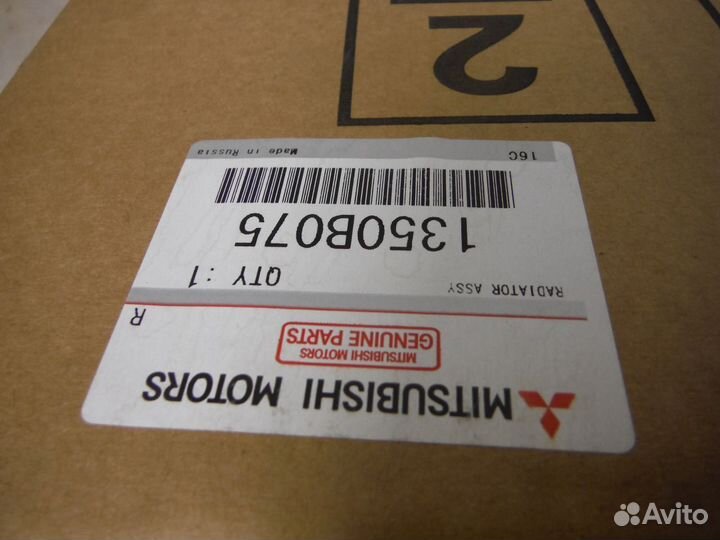 MITSUBISHI MOTORS
MITSUBISHI MOTORS
GENUINE PARTS
R
RADIATOR ASSY
QTY : 1
1350B075
16C
Made in Russia
2
Avito